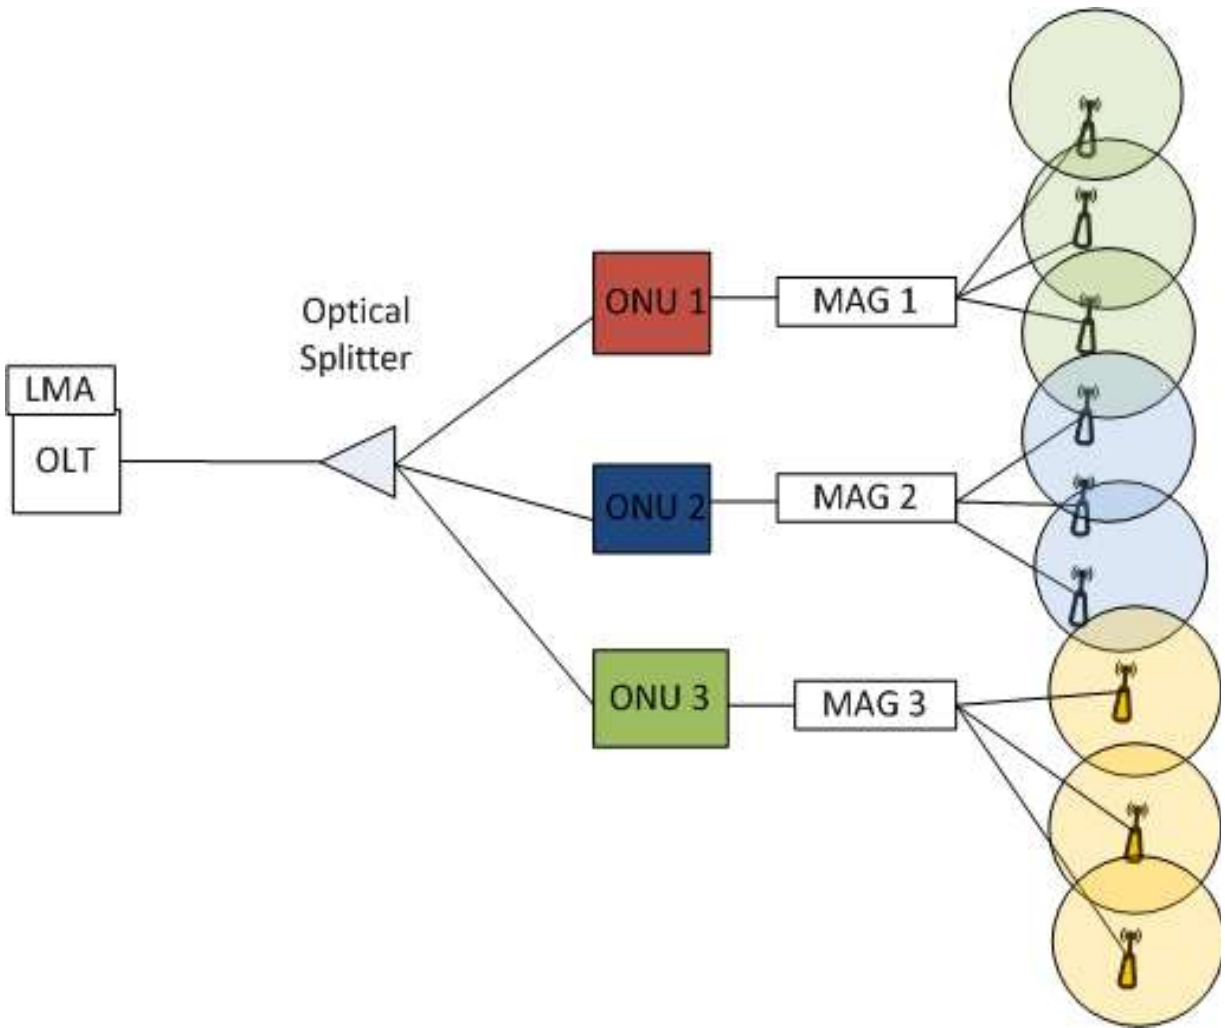 Optical
Splitter
LMA
OLT
ONU 1
MAG 1
ONU 2
MAG 2
ONU 3
MAG 3